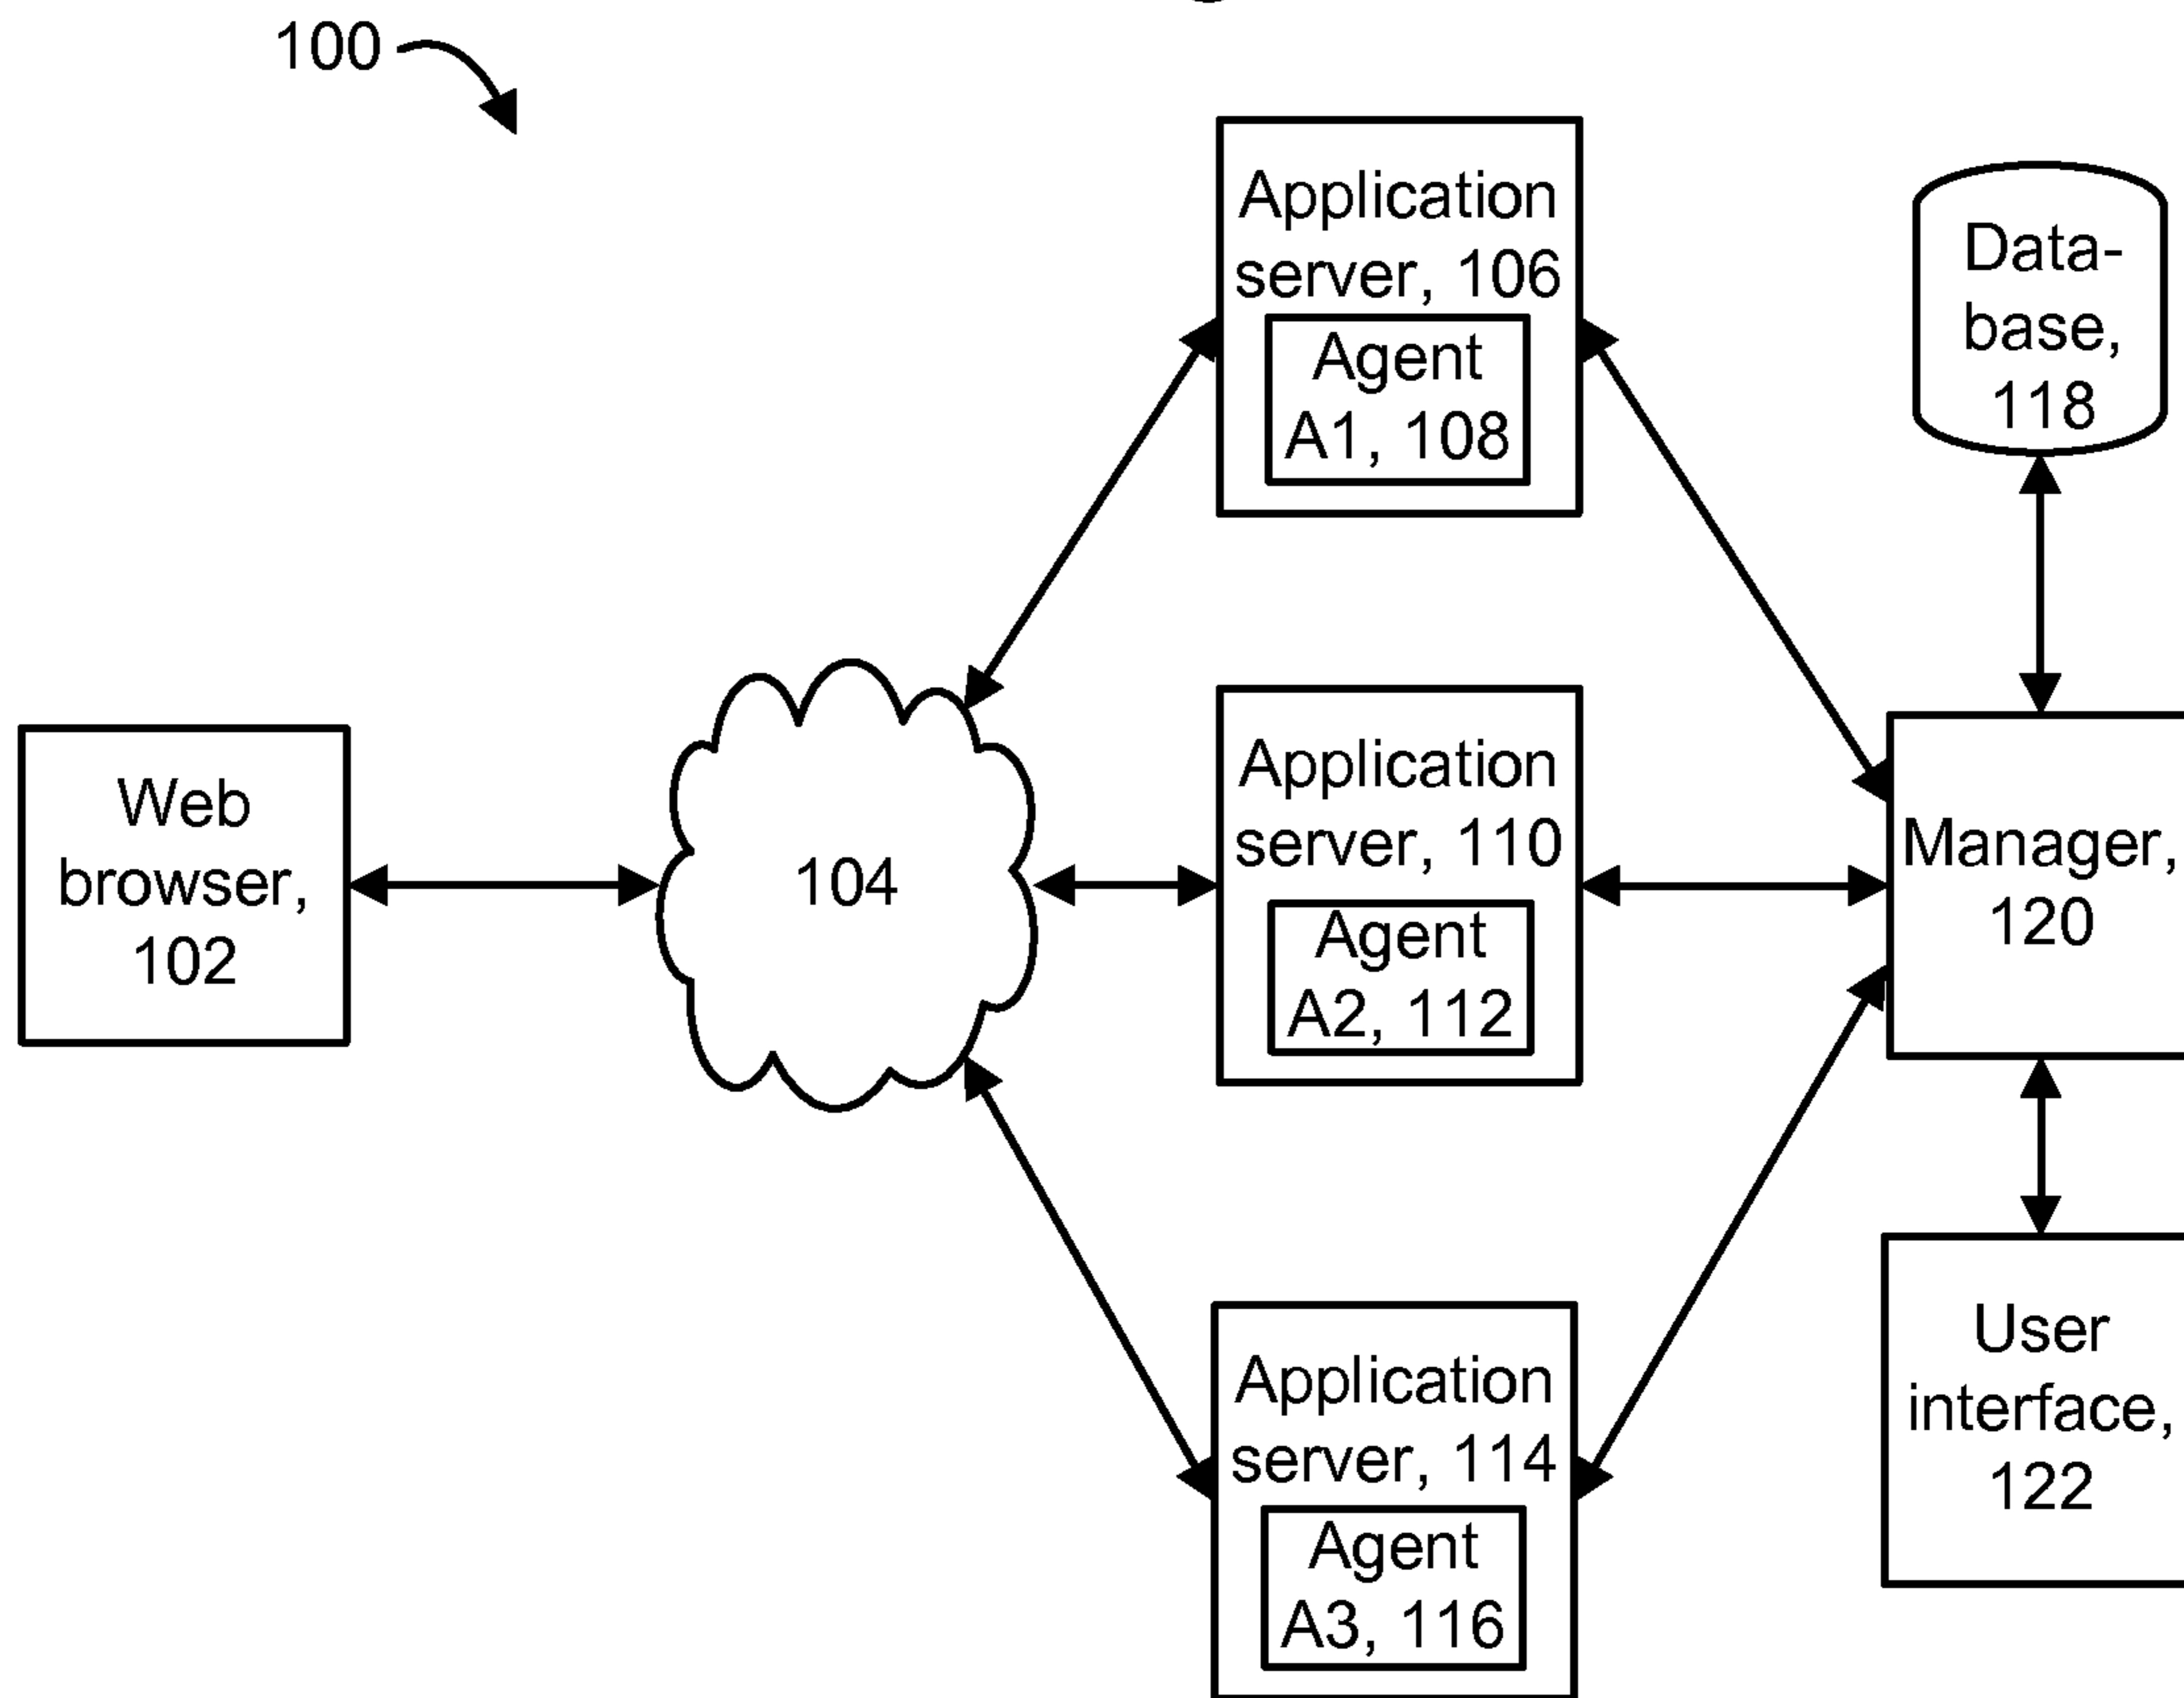 100
Application
server, 106
Agent
A1, 108
Data-
base,
118
Web
browser,
102
104
Application
server, 110
Agent
A2, 112
Manager,
120
Application
server, 114
Agent
A3, 116
User
interface,
122